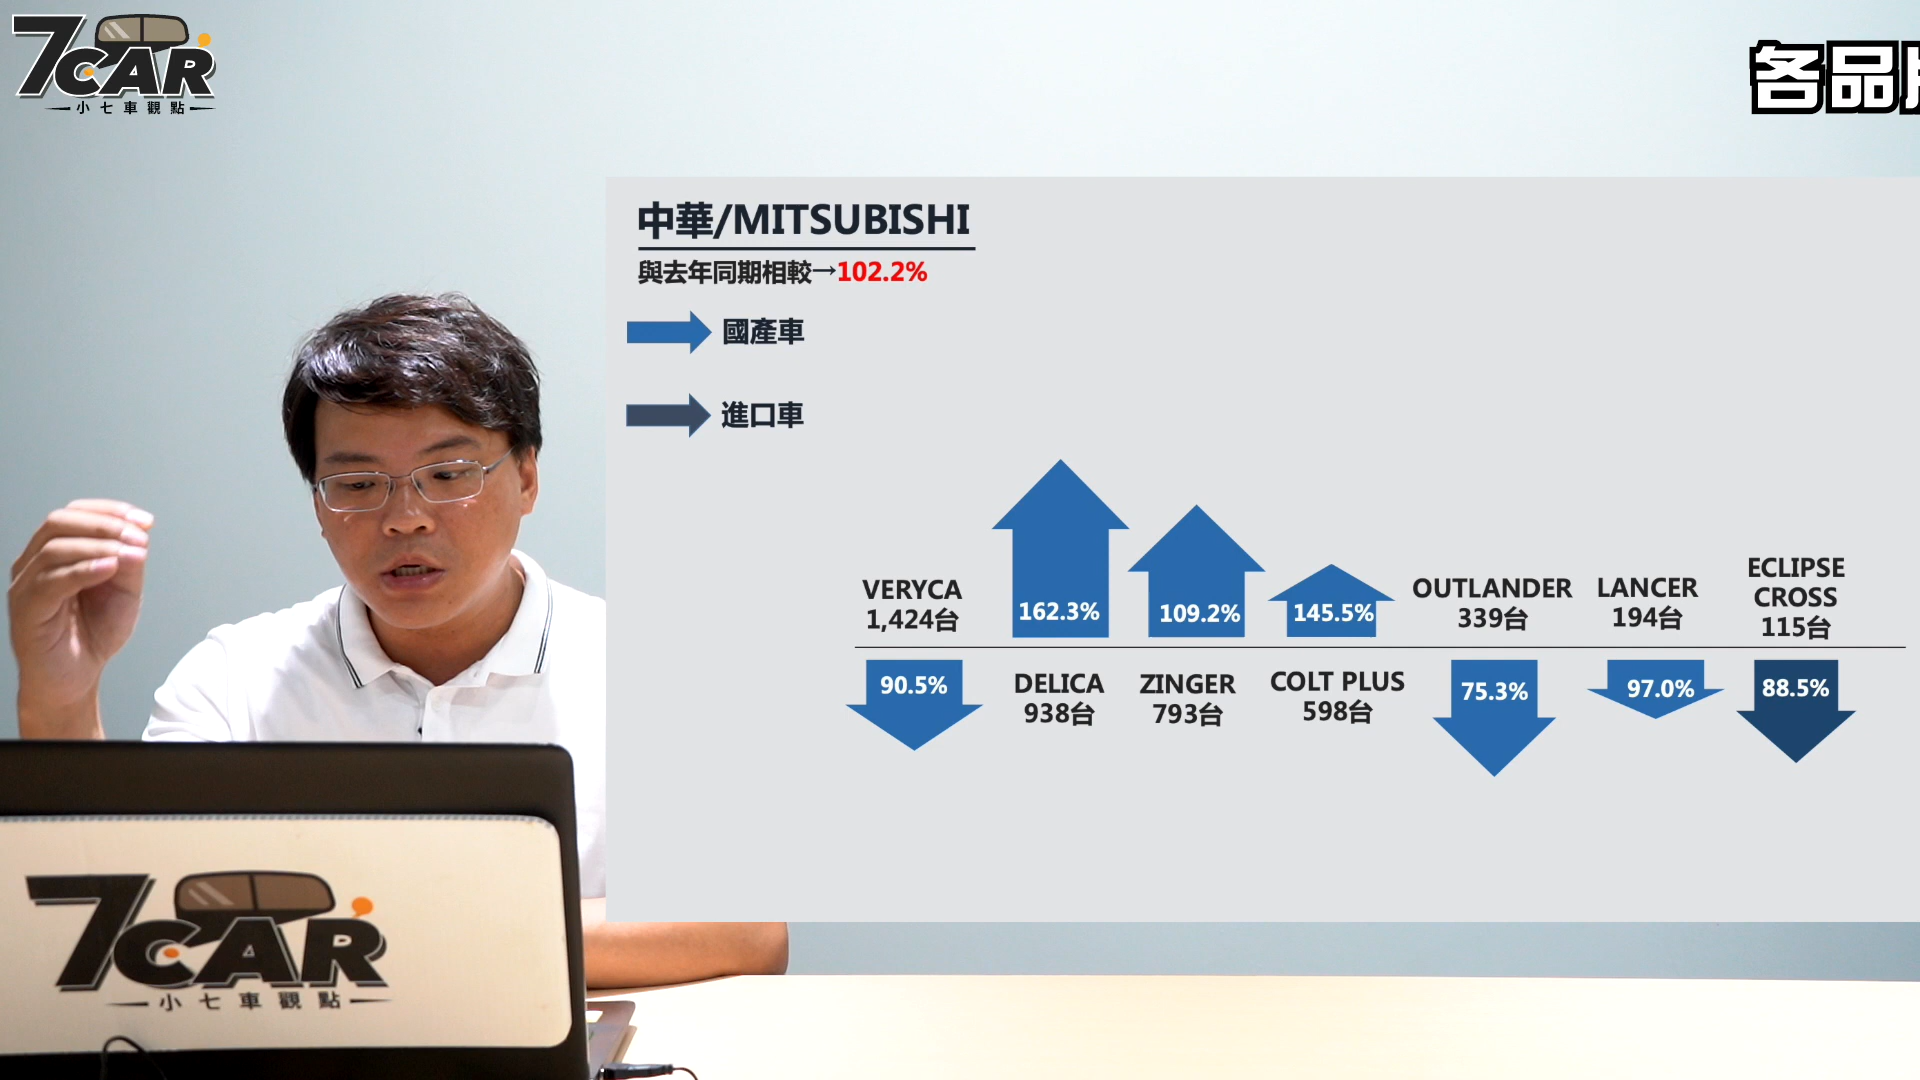 7CAR
小七車觀點
各品
中華/MITSUBISHI
與去年同期相較→102.2%
國產車
進口車
VERYCA
1,424台
90.5%
162.3%
DELICA
938台
109.2%
ZINGER
793台
145.5%
COLT PLUS
598台
OUTLANDER
339台
75.3%
LANCER
194台
97.0%
ECLIPSE
CROSS
115台
88.5%
7CAR
小七車觀點